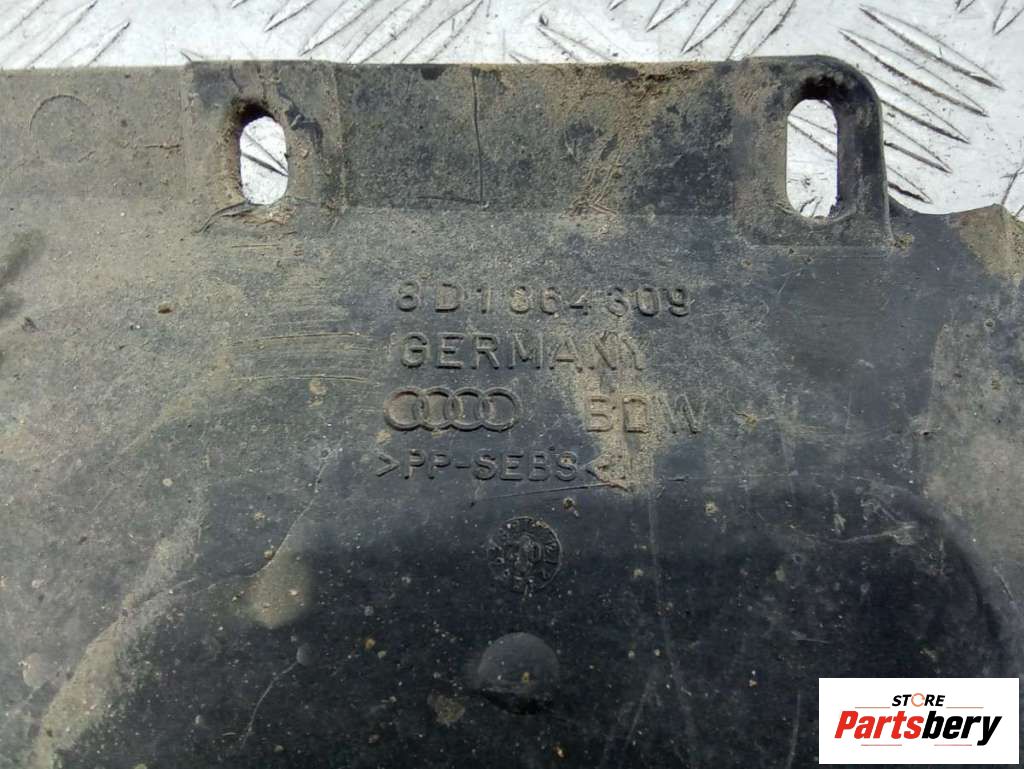 8D1 864 309
GERMANY
BDW
>PP-SEBS<
STORE
Partsbery